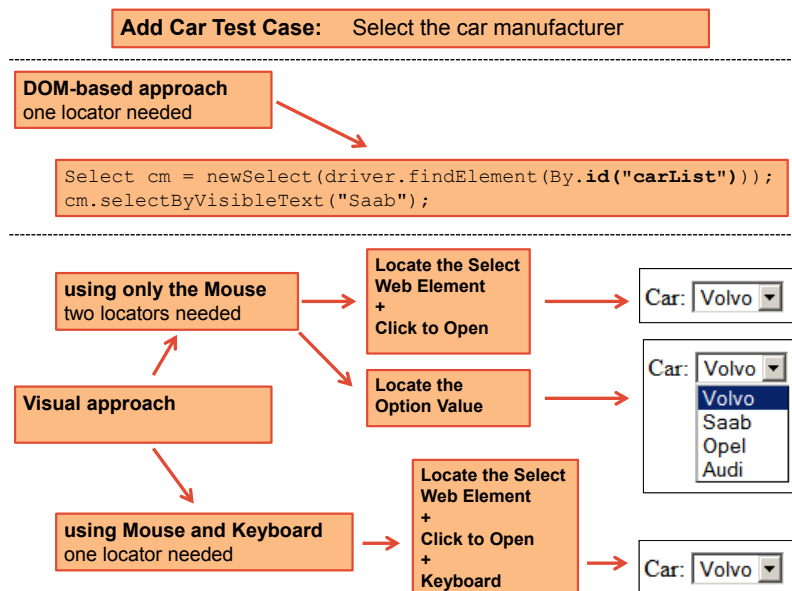 Add Car Test Case: Select the car manufacturer
DOM-based approach
one locator needed
Select cm = newSelect(driver.findElement(By.id("carList")));
cm.selectByVisibleText("Saab");
using only the Mouse
two locators needed
Locate the Select
Web Element
+
Click to Open
Car: Volvo
Locate the
Option Value
Car: Volvo
Volvo
Saab
Opel
Audi
Visual approach
using Mouse and Keyboard
one locator needed
Locate the Select
Web Element
+
Click to Open
+
Keyboard
Car: Volvo